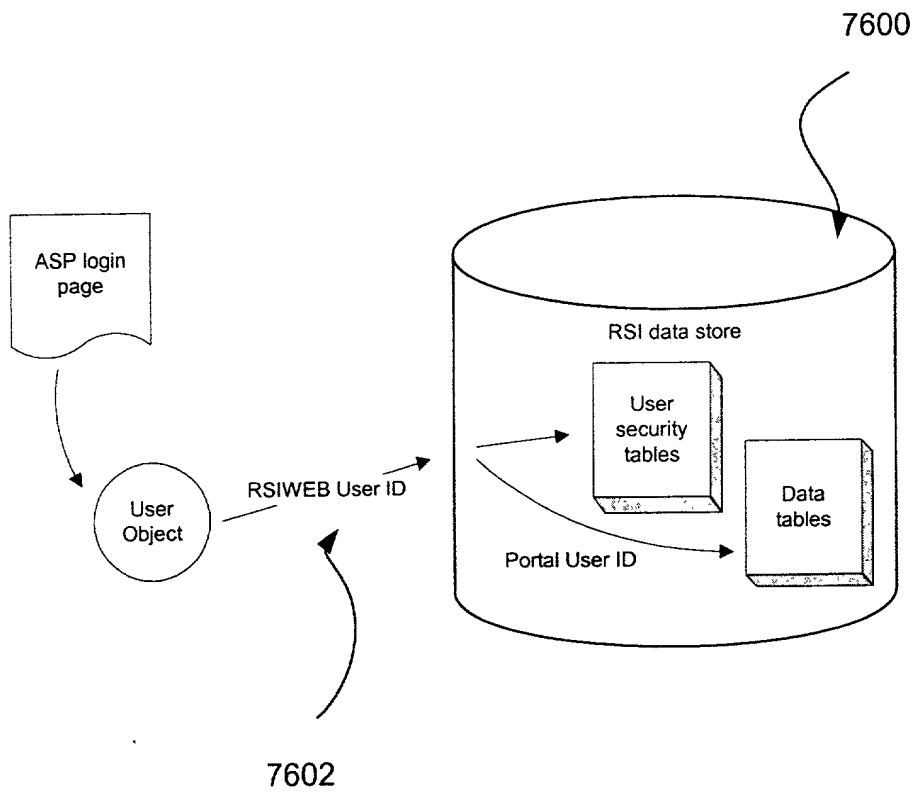 7600
ASP login
page
RSI data store
User
security
tables
RSIWEB User ID
User
Object
Data
tables
Portal User ID
7602